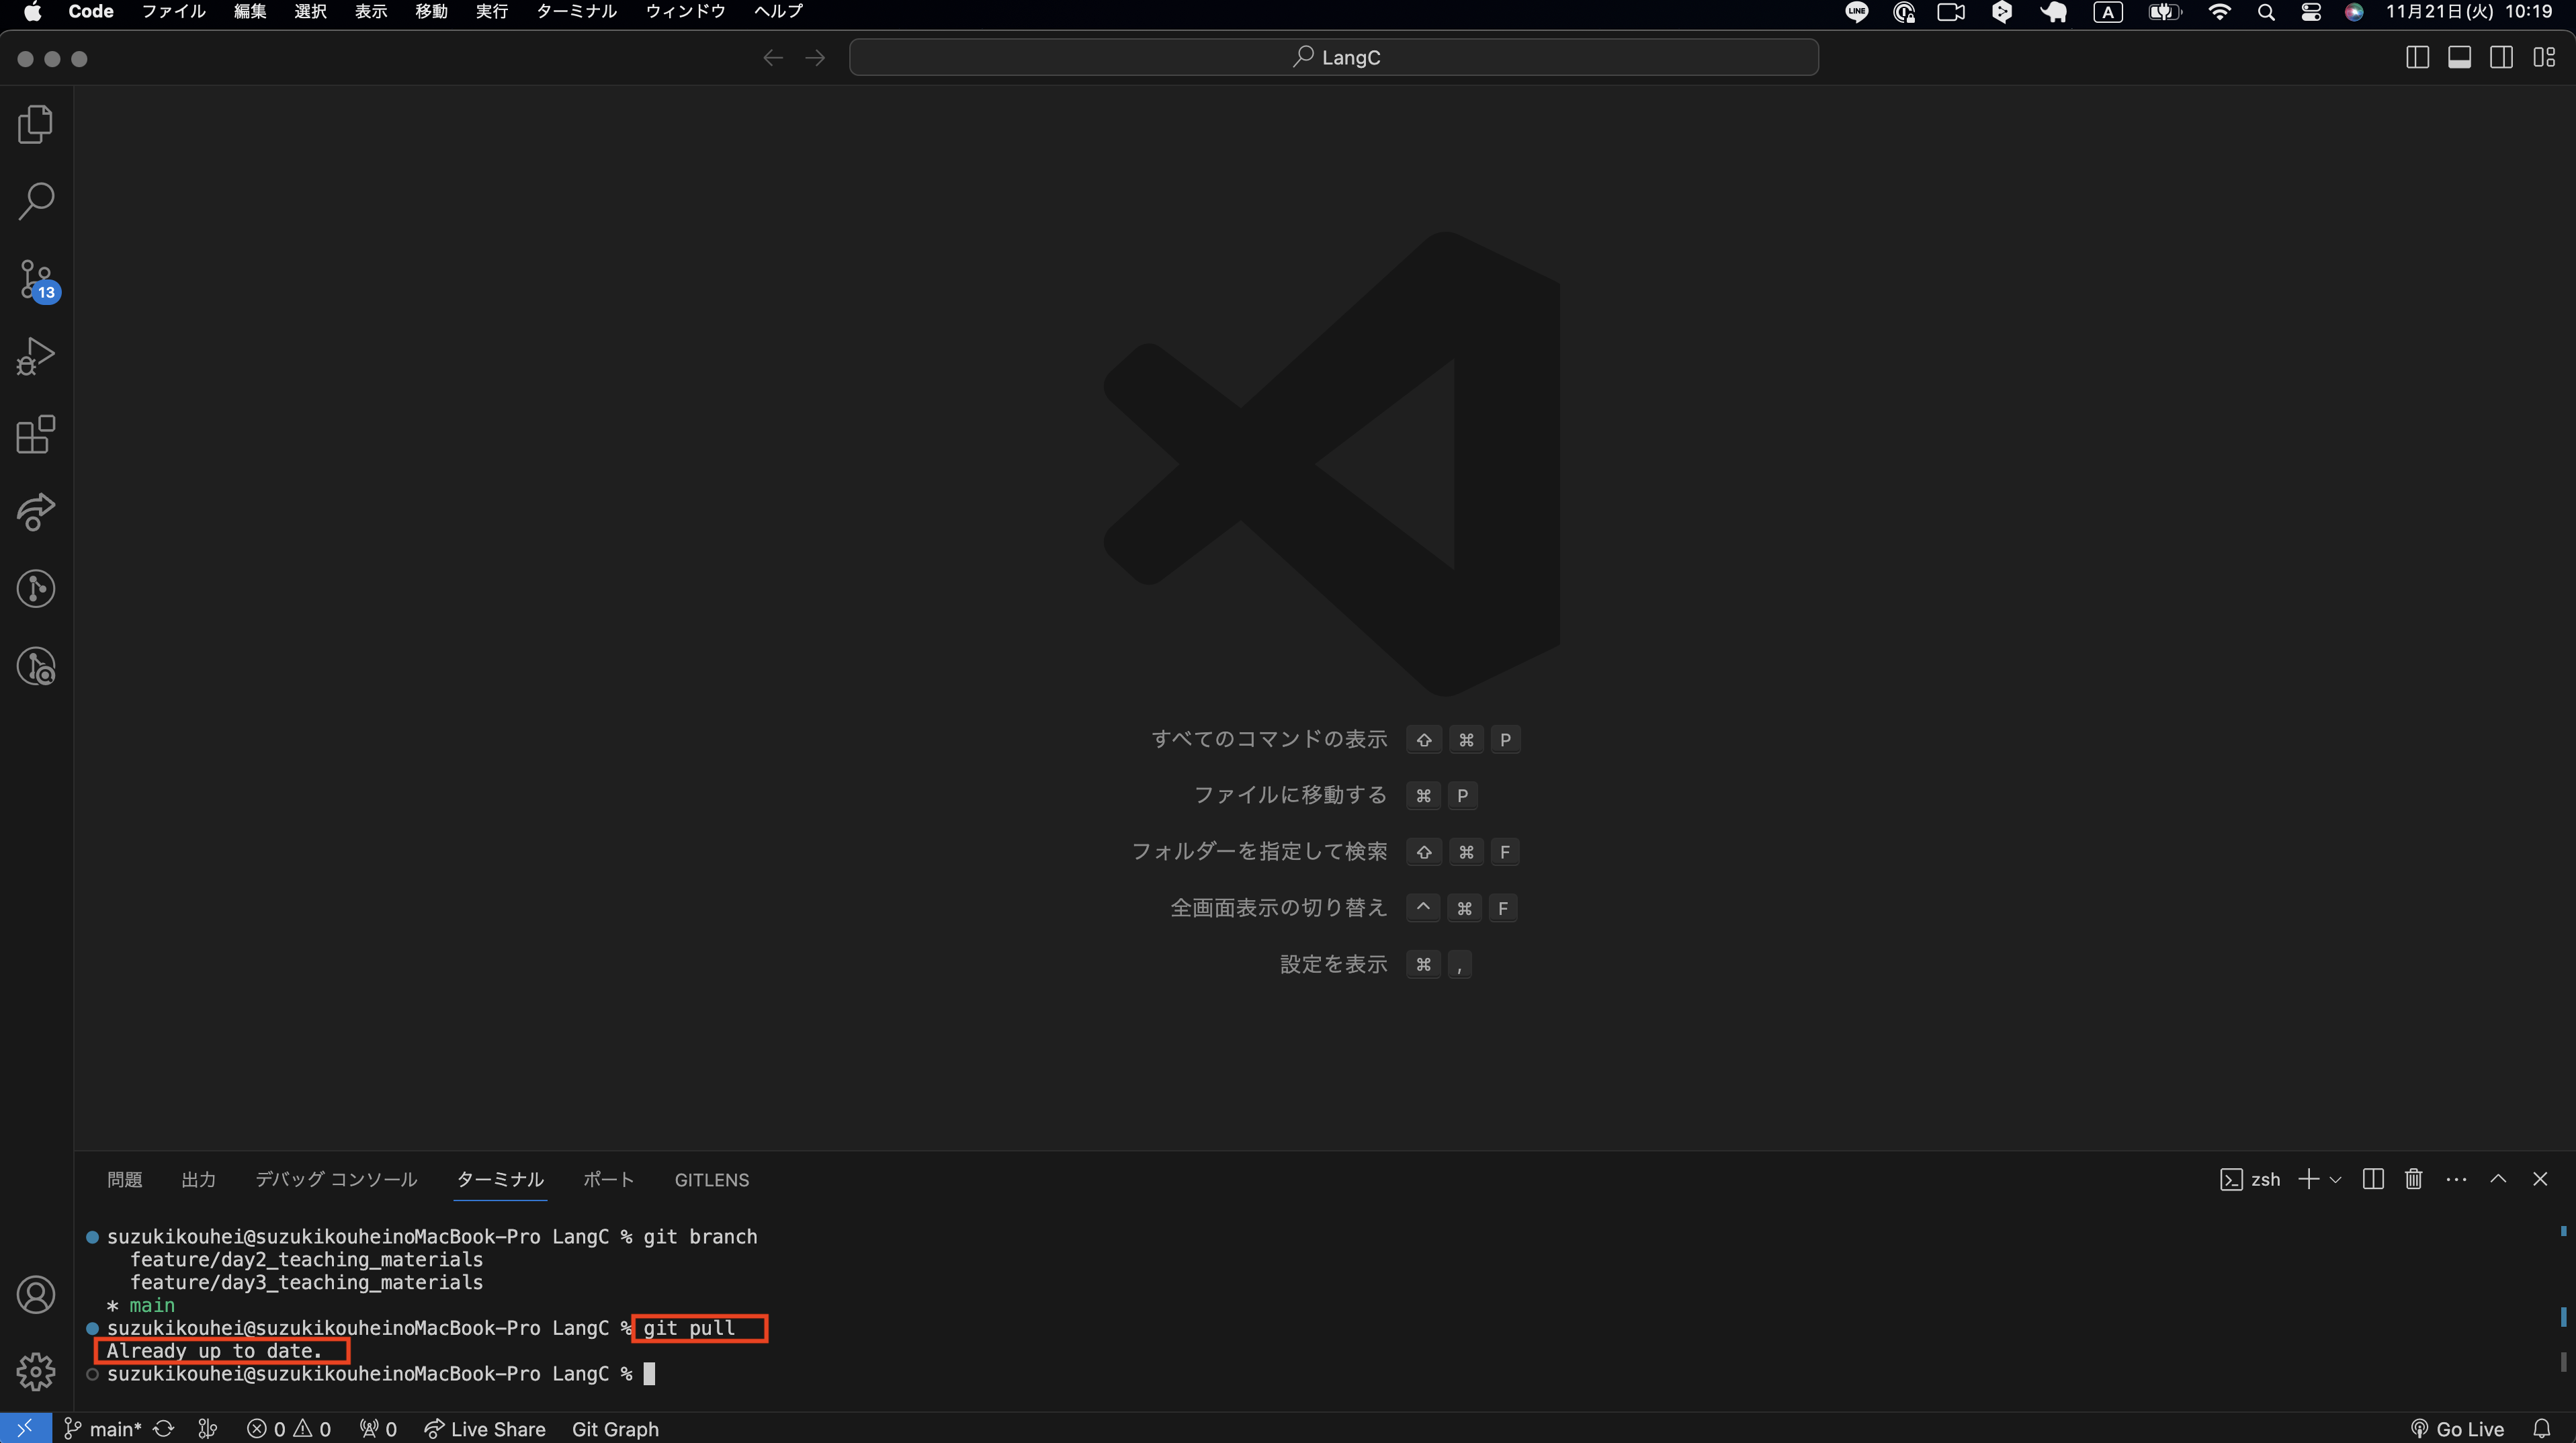 Code ファイル 編集 選択 表示 移動 実行 ターミナル ウィンドウ ヘルプ LINE A 11月21日(火) 10:19
LangC
13
すべてのコマンドの表示 ⇧ ⌘ P
ファイルに移動する ⌘ P
フォルダーを指定して検索 ⇧ ⌘ F
全画面表示の切り替え ^ ⌘ F
設定を表示 ⌘ ,
問題 出力 デバッグ コンソール ターミナル ポート GITLENS zsh
suzukikouhei@suzukikouheinoMacBook-Pro LangC % git branch
feature/day2_teaching_materials
feature/day3_teaching_materials
* main
suzukikouhei@suzukikouheinoMacBook-Pro LangC % git pull
Already up to date.
suzukikouhei@suzukikouheinoMacBook-Pro LangC %
main* 0 0 0 Live Share Git Graph Go Live